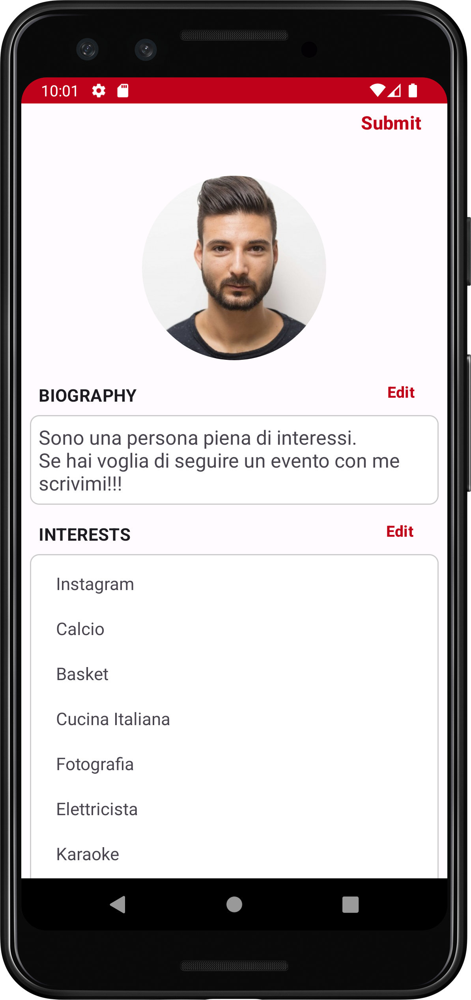 10:01
Submit
BIOGRAPHY
Edit
Sono una persona piena di interessi.
Se hai voglia di seguire un evento con me
scrivimi!!!
INTERESTS
Edit
Instagram
Calcio
Basket
Cucina Italiana
Fotografia
Elettricista
Karaoke